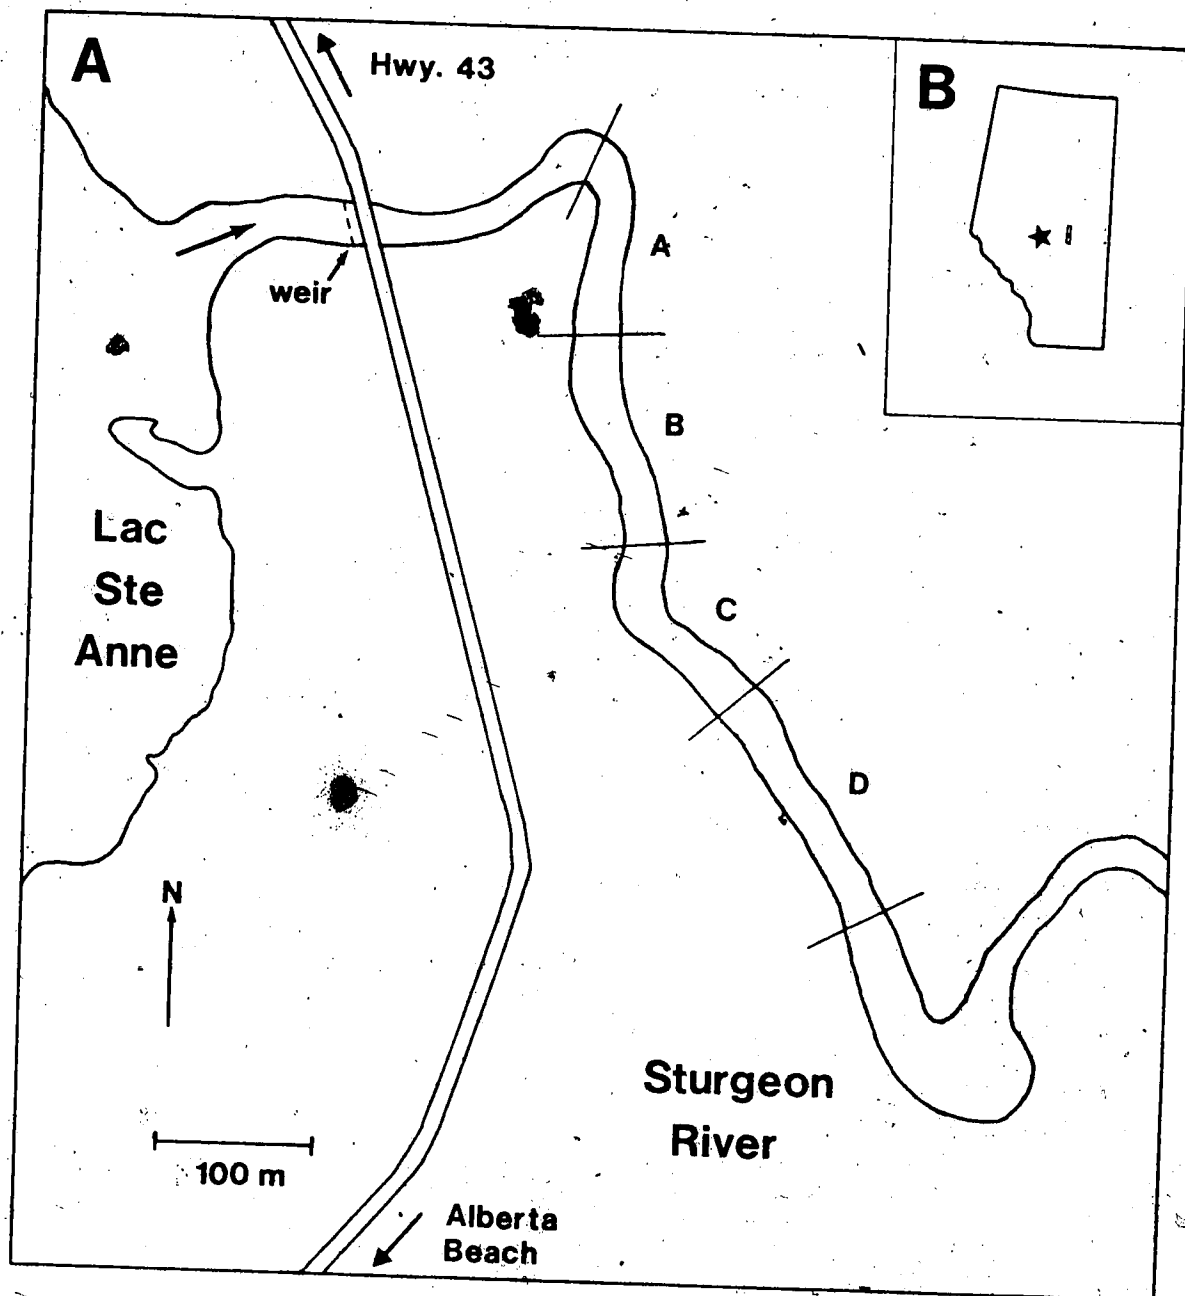 A
Hwy. 43
B
A
weir
B
Lac
Ste
Anne
C
D
N
Sturgeon
River
100 m
Alberta
Beach